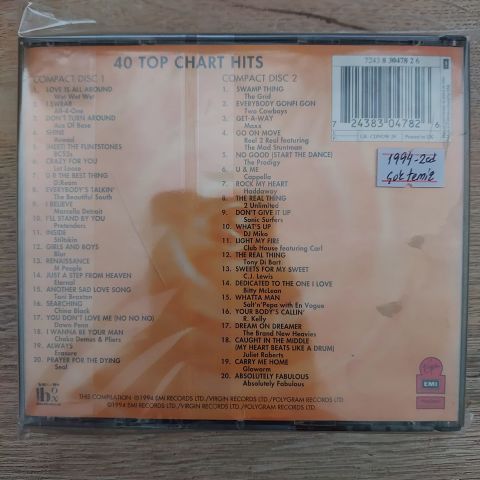 40 TOP CHART HITS
COMPACT DISC 1
1. LOVE IS ALL AROUND
Wet Wet Wet
2. I SWEAR
All-4-One
3. DON'T TURN AROUND
Ace Of Base
4. SHINE
Aswad
5. (MEET) THE FLINTSTONES
BC52s
6. CRAZY FOR YOU
Let Loose
7. U R THE BEST THING
D:Ream
8. EVERYBODY'S TALKIN'
The Beautiful South
9. I BELIEVE
Marcella Detroit
10. I'LL STAND BY YOU
Pretenders
11. INSIDE
Stiltskin
12. GIRLS AND BOYS
Blur
13. RENAISSANCE
M People
14. JUST A STEP FROM HEAVEN
Eternal
15. ANOTHER SAD LOVE SONG
Toni Braxton
16. SEARCHING
China Black
17. YOU DON'T LOVE ME (NO NO NO)
Dawn Penn
18. I WANNA BE YOUR MAN
Chaka Demus & Pliers
19. ALWAYS
Erasure
20. PRAYER FOR THE DYING
Seal
COMPACT DISC 2
1. SWAMP THING
The Grid
2. EVERYBODY GONFI GON
Two Cowboys
3. GET-A-WAY
Maxx
4. GO ON MOVE
Reel 2 Real featuring
The Mad Stuntman
5. NO GOOD (START THE DANCE)
The Prodigy
6. U & ME
Cappella
7. ROCK MY HEART
Haddaway
8. THE REAL THING
2 Unlimited
9. DON'T GIVE IT UP
Sonic Surfers
10. WHAT'S UP
DJ Miko
11. LIGHT MY FIRE
Club House featuring Carl
12. THE REAL THING
Tony Di Bart
13. SWEETS FOR MY SWEET
C.J. Lewis
14. DEDICATED TO THE ONE I LOVE
Bitty McLean
15. WHATTA MAN
Salt'n'Pepa with En Vogue
16. YOUR BODY'S CALLIN'
R. Kelly
17. DREAM ON DREAMER
The Brand New Heavies
18. CAUGHT IN THE MIDDLE
(MY HEART BEATS LIKE A DRUM)
Juliet Roberts
19. CARRY ME HOME
Gloworm
20. ABSOLUTELY FABULOUS
Absolutely Fabulous
7243 8 30478 2 6
7 24383 04782 6
UK: CDNOW 28
1994-2cd
Göktemiz
Virgin
EMI
THIS COMPILATION ℗1994 EMI RECORDS LTD./VIRGIN RECORDS LTD./POLYGRAM RECORDS LTD.
©1994 EMI RECORDS LTD./VIRGIN RECORDS LTD./POLYGRAM RECORDS LTD.